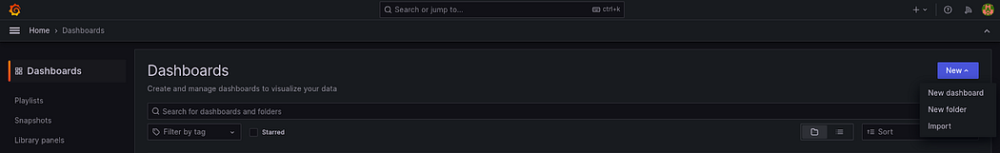 Search or jump to...
ctrl+k
Home › Dashboards
Dashboards
Playlists
Snapshots
Library panels
Dashboards
Create and manage dashboards to visualize your data
New
New dashboard
New folder
Import
Search for dashboards and folders
Filter by tag
Starred
Sort